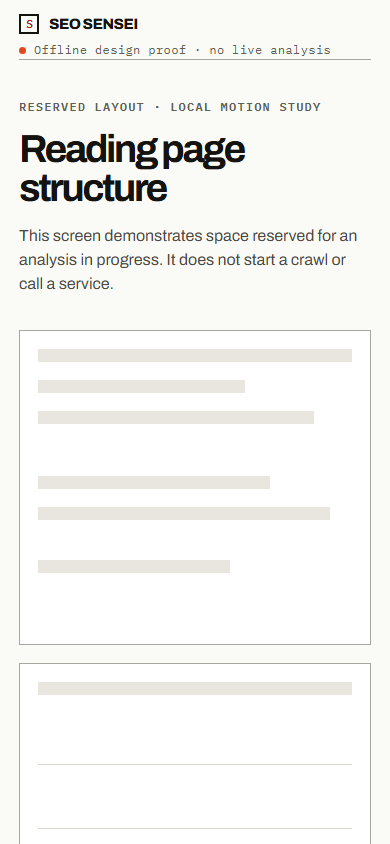 S SEO SENSEI
Offline design proof · no live analysis
RESERVED LAYOUT · LOCAL MOTION STUDY
Reading page
structure
This screen demonstrates space reserved for an
analysis in progress. It does not start a crawl or
call a service.